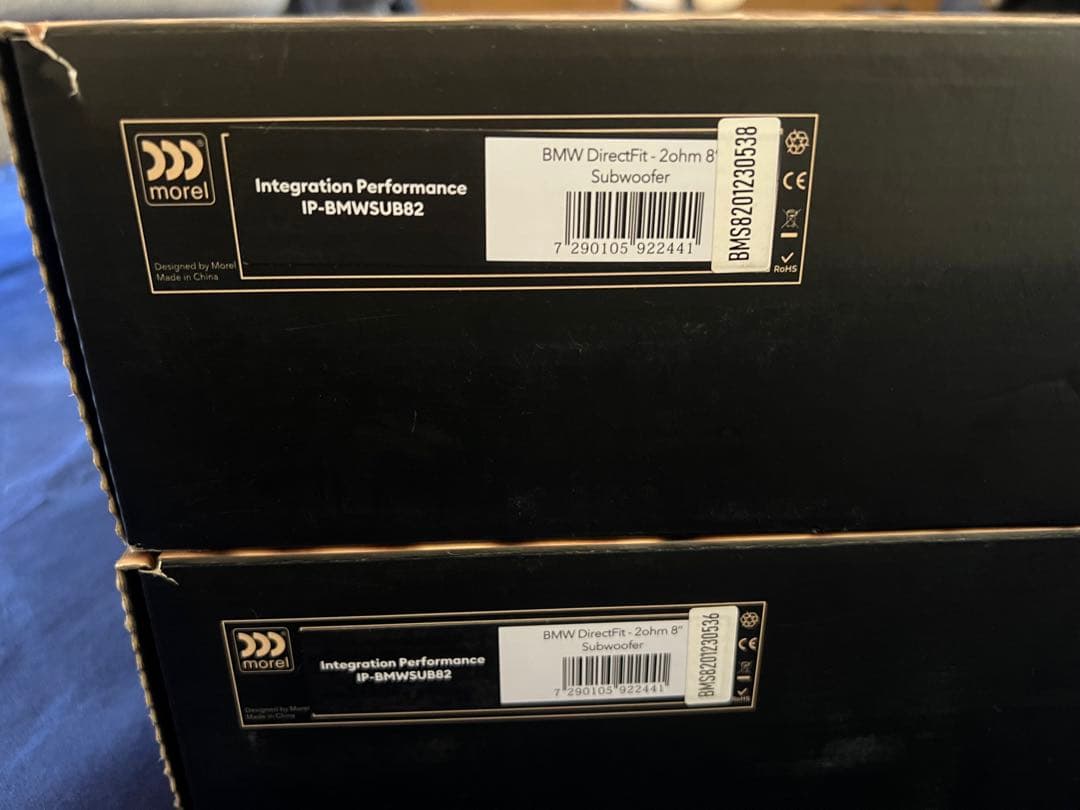 morel
Designed by Morel
Made in China
Integration Performance
IP-BMWSUB82
BMW DirectFit - 2ohm 8"
Subwoofer
7 290105 922441
BMS8201230538
CE
RoHS
morel
Designed by Morel
Made in China
Integration Performance
IP-BMWSUB82
BMW DirectFit - 2ohm 8"
Subwoofer
7 290105 922441
BMS8201230536
CE
RoHS